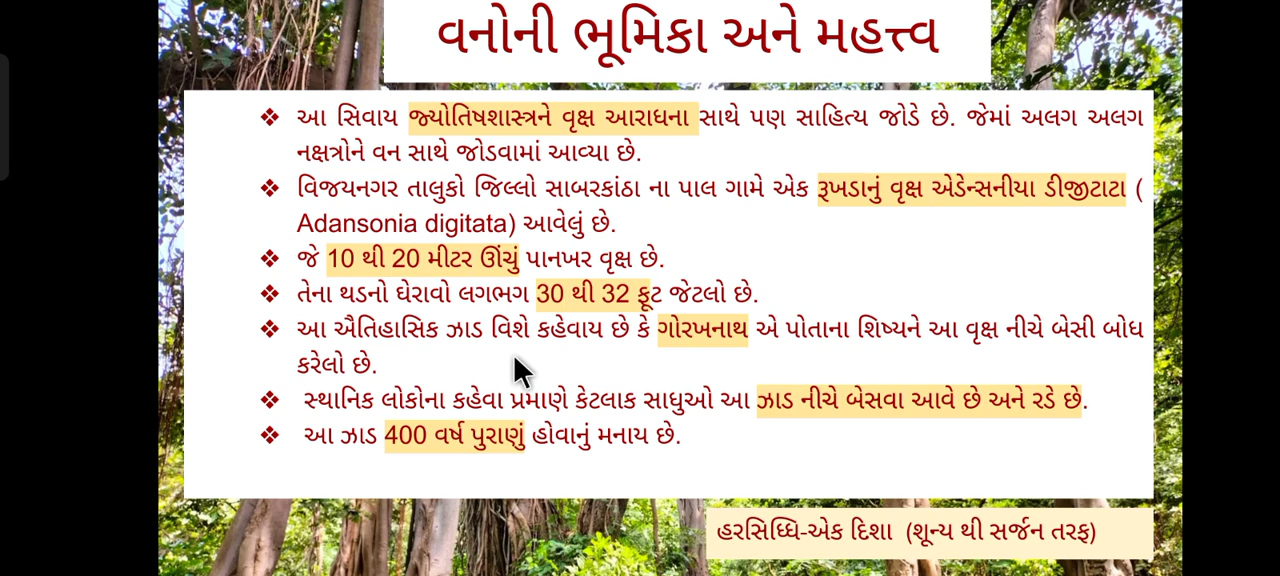 વનોની ભૂમિકા અને મહત્ત્વ
❖ આ સિવાય જ્યોતિષશાસ્ત્રને વૃક્ષ આરાધના સાથે પણ સાહિત્ય જોડે છે. જેમાં અલગ અલગ
નક્ષત્રોને વન સાથે જોડવામાં આવ્યા છે.
❖ વિજયનગર તાલુકો જિલ્લો સાબરકાંઠા ના પાલ ગામે એક રૂખડાનું વૃક્ષ એડેન્સનીયા ડીજીટાટા (
Adansonia digitata) આવેલું છે.
❖ જે 10 થી 20 મીટર ઊંચું પાનખર વૃક્ષ છે.
❖ તેના થડનો ઘેરાવો લગભગ 30 થી 32 ફૂટ જેટલો છે.
❖ આ ઐતિહાસિક ઝાડ વિશે કહેવાય છે કે ગોરખનાથ એ પોતાના શિષ્યને આ વૃક્ષ નીચે બેસી બોધ
કરેલો છે.
❖ સ્થાનિક લોકોના કહેવા પ્રમાણે કેટલાક સાધુઓ આ ઝાડ નીચે બેસવા આવે છે અને રડે છે.
❖ આ ઝાડ 400 વર્ષ પુરાણું હોવાનું મનાય છે.
હરસિધ્ધિ-એક દિશા (શૂન્ય થી સર્જન તરફ)